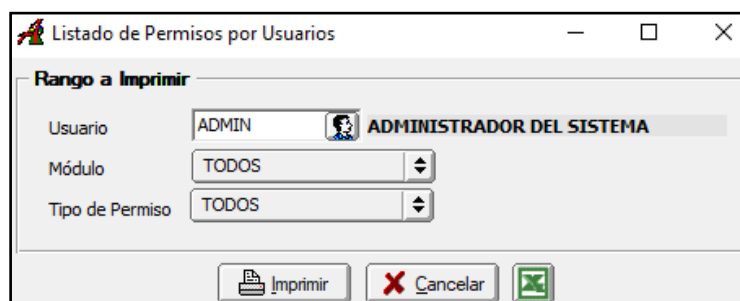 Listado de Permisos por Usuarios
Rango a Imprimir
Usuario ADMIN ADMINISTRADOR DEL SISTEMA
Módulo TODOS
Tipo de Permiso TODOS
Imprimir Cancelar